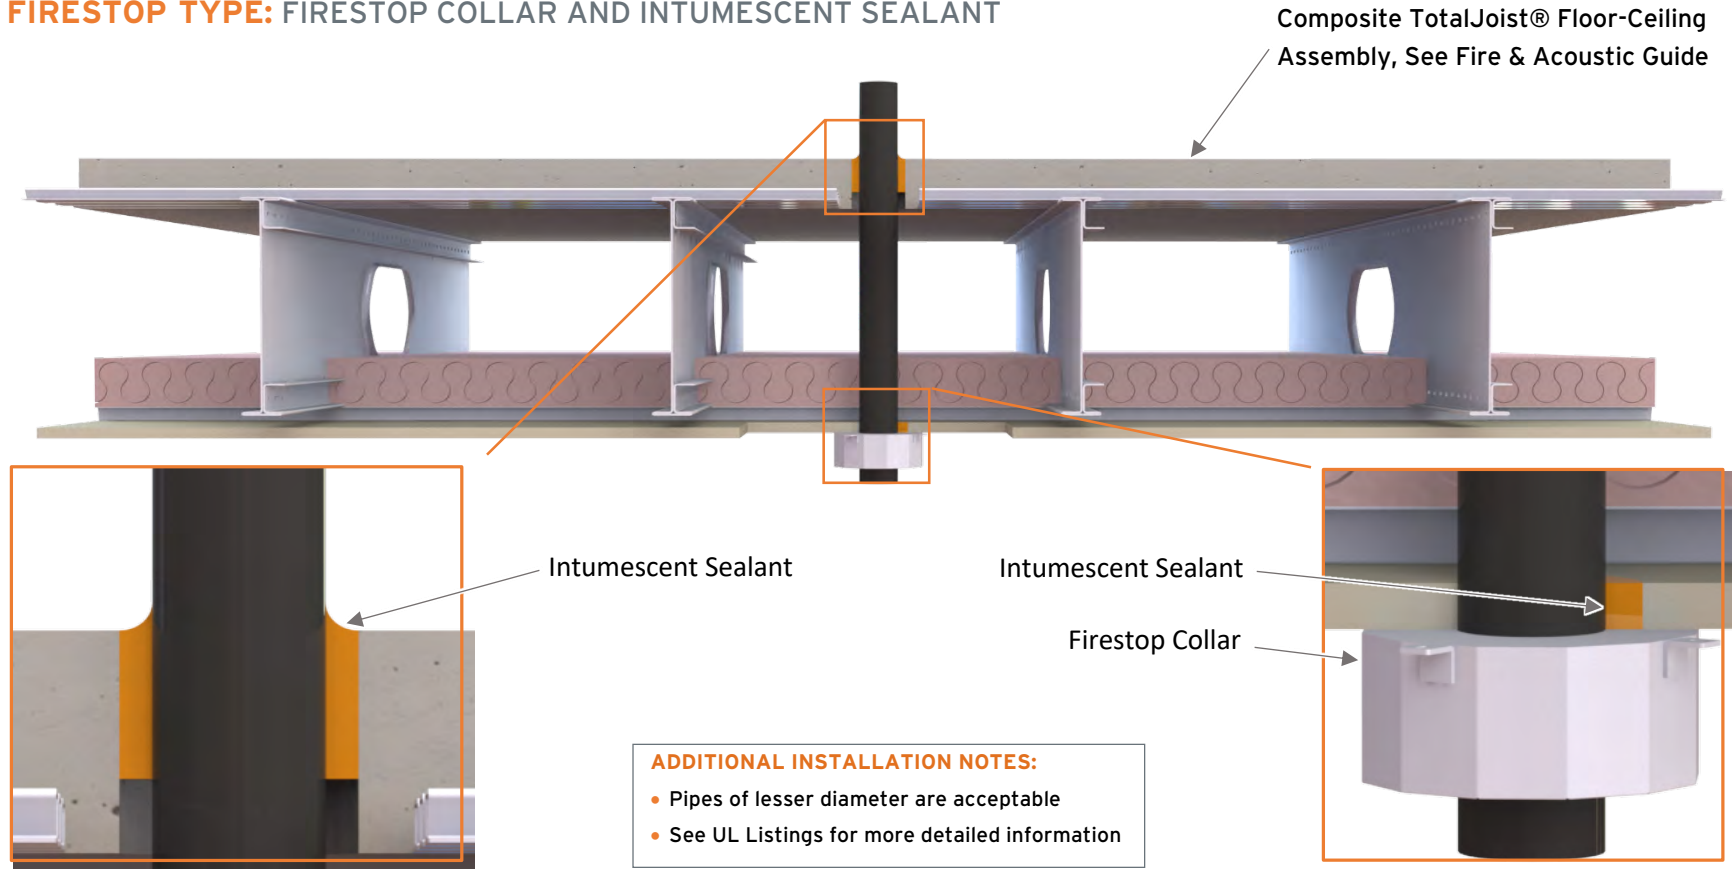 FIRESTOP TYPE: FIRESTOP COLLAR AND INTUMESCENT SEALANT
Composite TotalJoist® Floor-Ceiling
Assembly, See Fire & Acoustic Guide
Intumescent Sealant
Intumescent Sealant
Firestop Collar
ADDITIONAL INSTALLATION NOTES:
• Pipes of lesser diameter are acceptable
• See UL Listings for more detailed information